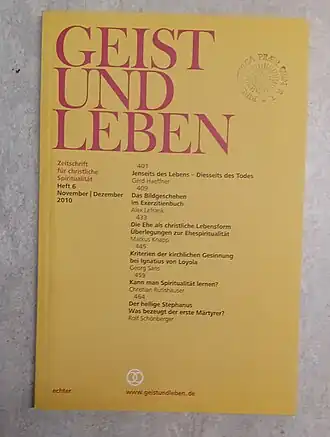 GEIST
UND
LEBEN
Zeitschrift
für christliche
Spiritualität
Heft 6
November | Dezember
2010
401
Jenseits des Lebens – Diesseits des Todes
Gerd Haeffner
409
Das Bildgeschehen
im Exerzitienbuch
Alex Lefrank
433
Die Ehe als christliche Lebensform
Überlegungen zur Ehespiritualität
Markus Knapp
445
Kriterien der kirchlichen Gesinnung
bei Ignatius von Loyola
Georg Sans
453
Kann man Spiritualität lernen?
Christian Rutishauser
464
Der heilige Stephanus
Was bezeugt der erste Märtyrer?
Rolf Schönberger
echter
www.geistundleben.de